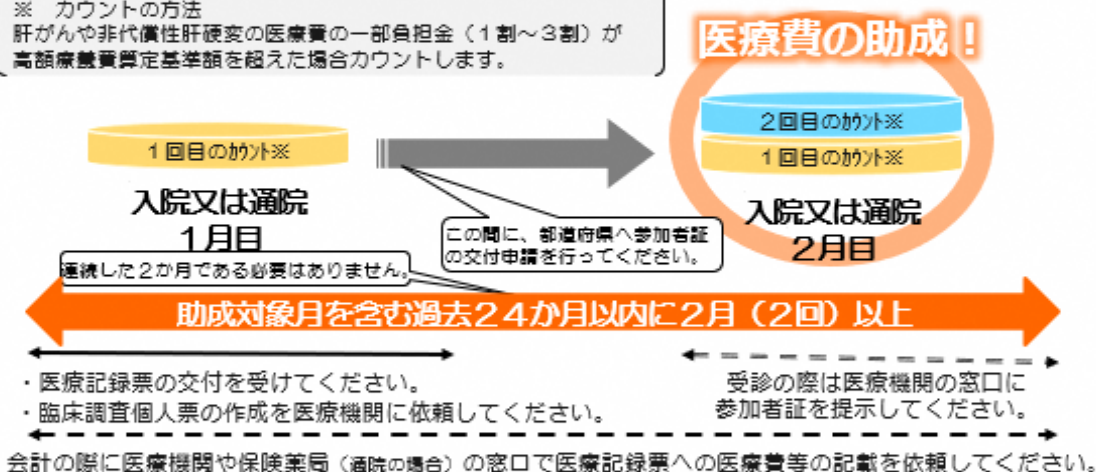 ※　カウントの方法
肝がんや非代償性肝硬変の医療費の一部負担金（１割～３割）が
高額療養費算定基準額を超えた場合カウントします。
医療費の助成！
２回目のｶｳﾝﾄ※
１回目のｶｳﾝﾄ※
１回目のｶｳﾝﾄ※
入院又は通院
１月目
入院又は通院
２月目
この間に、都道府県へ参加者証
の交付申請を行ってください。
連続した２か月である必要はありません。
助成対象月を含む過去２４か月以内に２月（２回）以上
・医療記録票の交付を受けてください。
・臨床調査個人票の作成を医療機関に依頼してください。
受診の際は医療機関の窓口に
参加者証を提示してください。
会計の際に医療機関や保険薬局（通院の場合）の窓口で医療記録票への医療費等の記載を依頼してください。